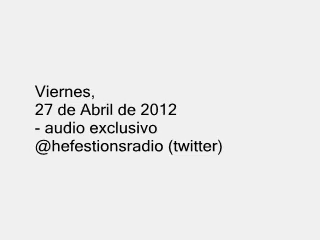 Viernes,
27 de Abril de 2012
- audio exclusivo
@hefestionsradio (twitter)